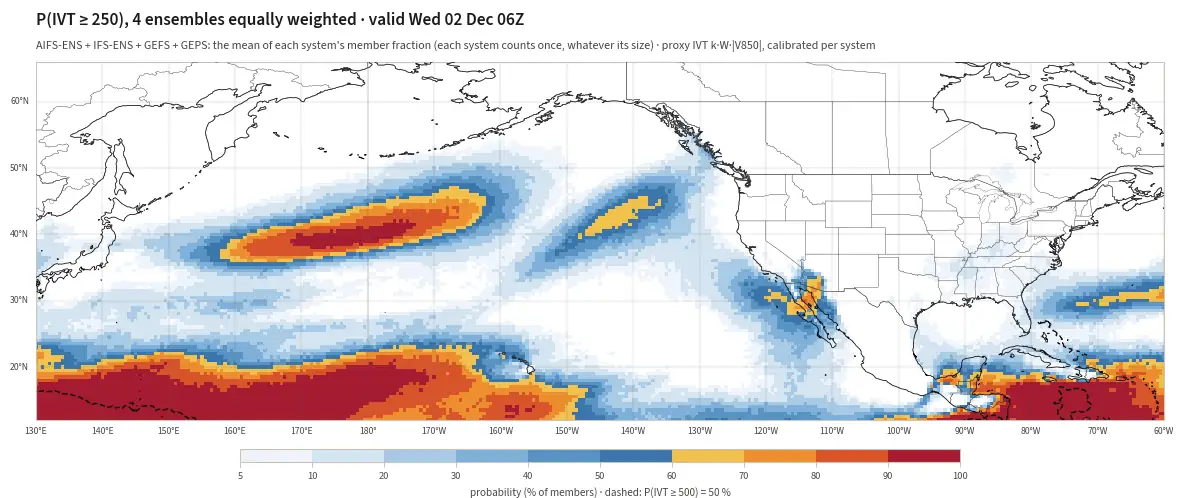 P(IVT ≥ 250), 4 ensembles equally weighted · valid Wed 02 Dec 06Z
AIFS-ENS + IFS-ENS + GEFS + GEPS: the mean of each system's member fraction (each system counts once, whatever its size) · proxy IVT k·W·|V850|, calibrated per system
60°N
50°N
40°N
30°N
20°N
130°E 140°E 150°E 160°E 170°E 180° 170°W 160°W 150°W 140°W 130°W 120°W 110°W 100°W 90°W 80°W 70°W 60°W
5 10 20 30 40 50 60 70 80 90 100
probability (% of members) · dashed: P(IVT ≥ 500) = 50 %